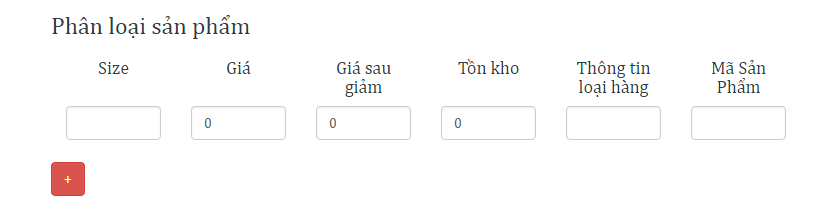 Phân loại sản phẩm
Size Giá Giá sau giảm Tồn kho Thông tin loại hàng Mã Sản Phẩm
0 0 0
+